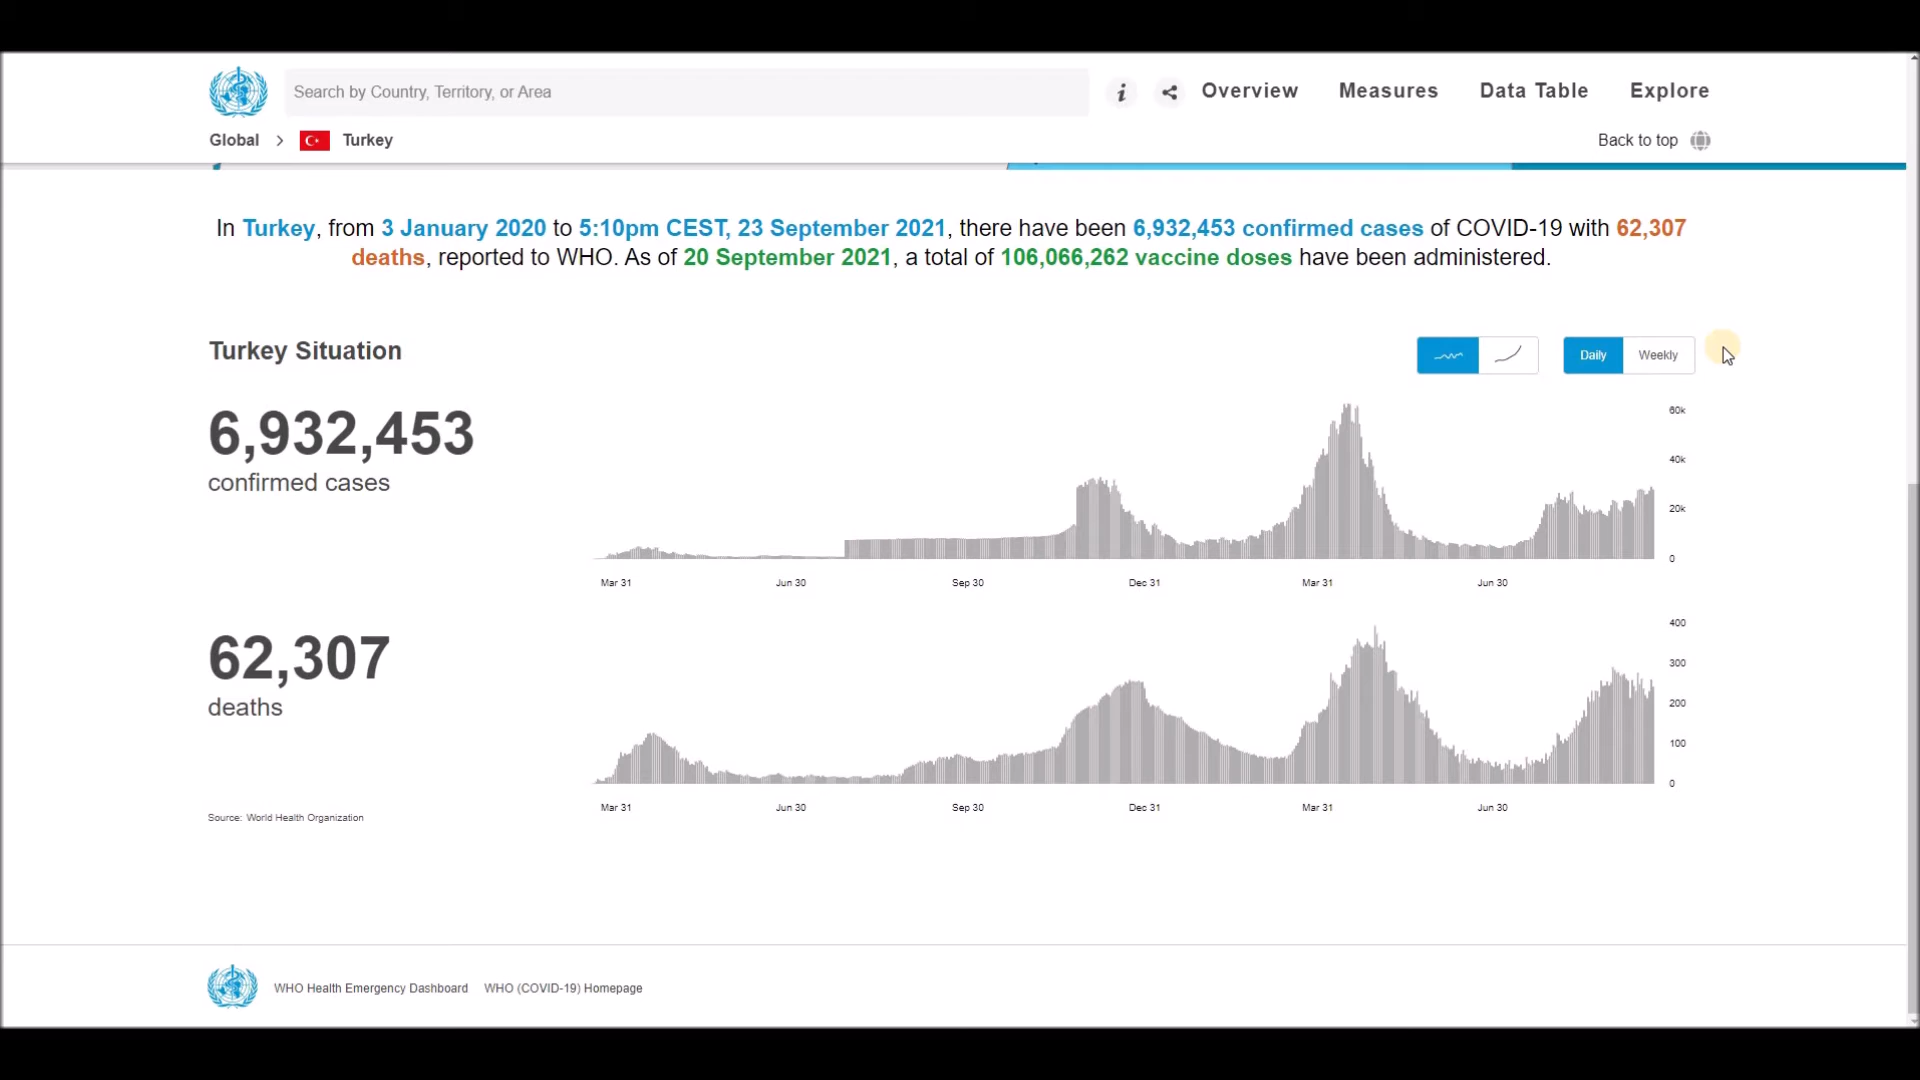 Search by Country, Territory, or Area
i
Overview
Measures
Data Table
Explore
Global > Turkey
Back to top
In Turkey, from 3 January 2020 to 5:10pm CEST, 23 September 2021, there have been 6,932,453 confirmed cases of COVID-19 with 62,307
deaths, reported to WHO. As of 20 September 2021, a total of 106,066,262 vaccine doses have been administered.
Turkey Situation
Daily
Weekly
6,932,453
confirmed cases
60k
40k
20k
0
Mar 31
Jun 30
Sep 30
Dec 31
Mar 31
Jun 30
62,307
deaths
400
300
200
100
0
Mar 31
Jun 30
Sep 30
Dec 31
Mar 31
Jun 30
Source: World Health Organization
WHO Health Emergency Dashboard
WHO (COVID-19) Homepage